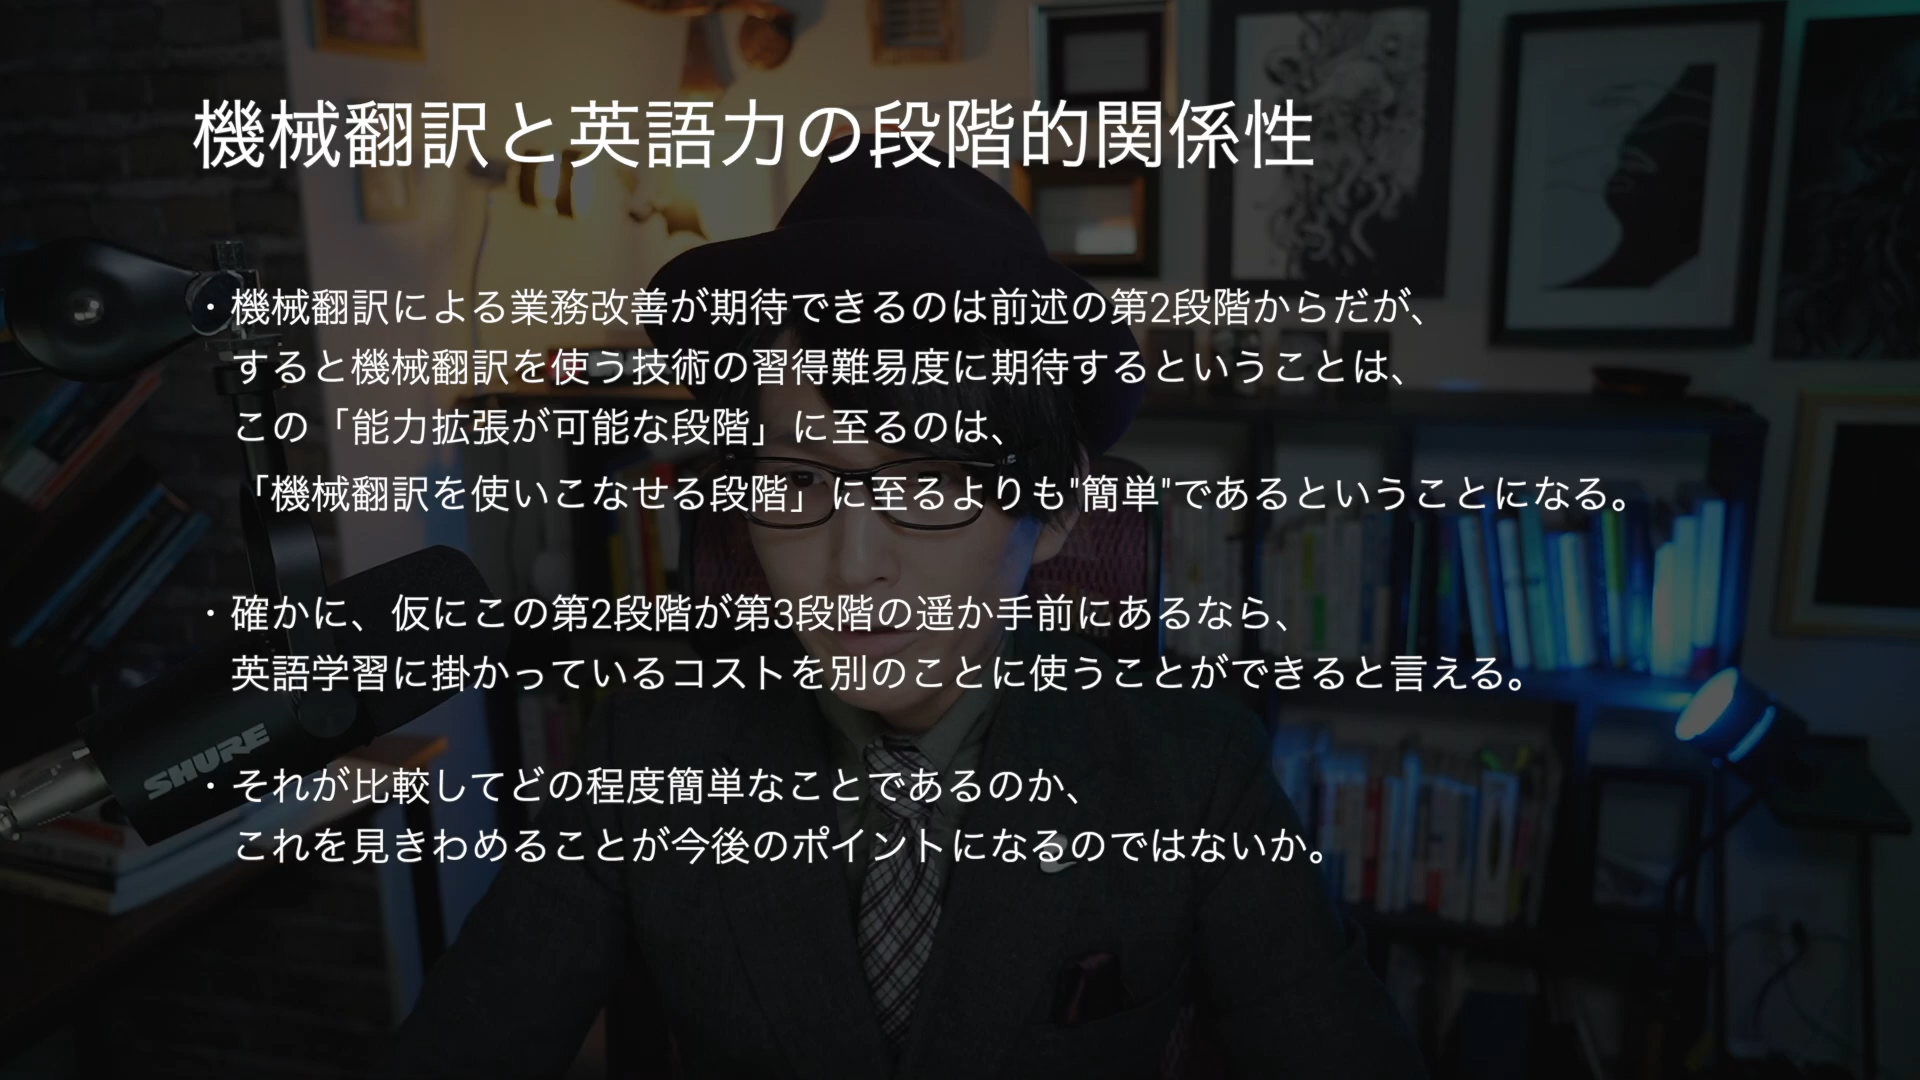 機械翻訳と英語力の段階的関係性
・機械翻訳による業務改善が期待できるのは前述の第2段階からだが、
すると機械翻訳を使う技術の習得難易度に期待するということは、
この「能力拡張が可能な段階」に至るのは、
「機械翻訳を使いこなせる段階」に至るよりも"簡単"であるということになる。
・確かに、仮にこの第2段階が第3段階の遥か手前にあるなら、
英語学習に掛かっているコストを別のことに使うことができると言える。
SHURE
・それが比較してどの程度簡単なことであるのか、
これを見きわめることが今後のポイントになるのではないか。